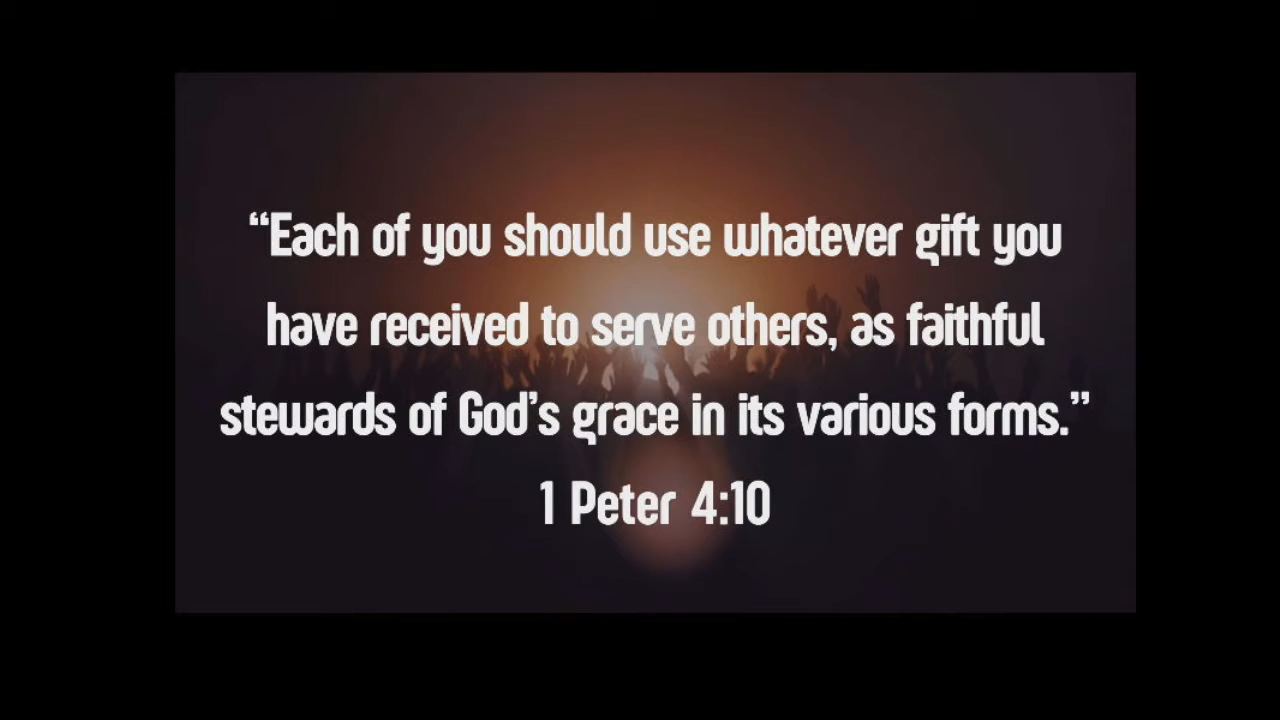 “Each of you should use whatever gift you
have received to serve others, as faithful
stewards of God’s grace in its various forms.”
1 Peter 4:10